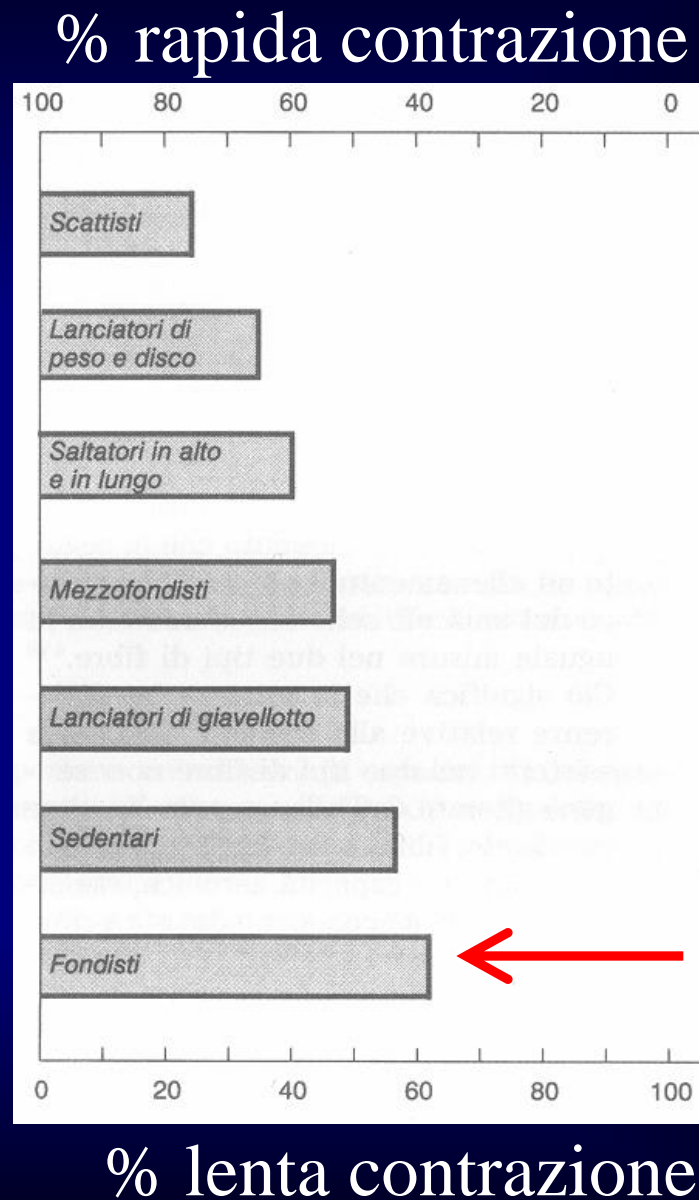 % rapida contrazione
100 80 60 40 20 0
Scattisti
Lanciatori di
peso e disco
Saltatori in alto
e in lungo
Mezzofondisti
Lanciatori di giavellotto
Sedentari
Fondisti
0 20 40 60 80 100
% lenta contrazione